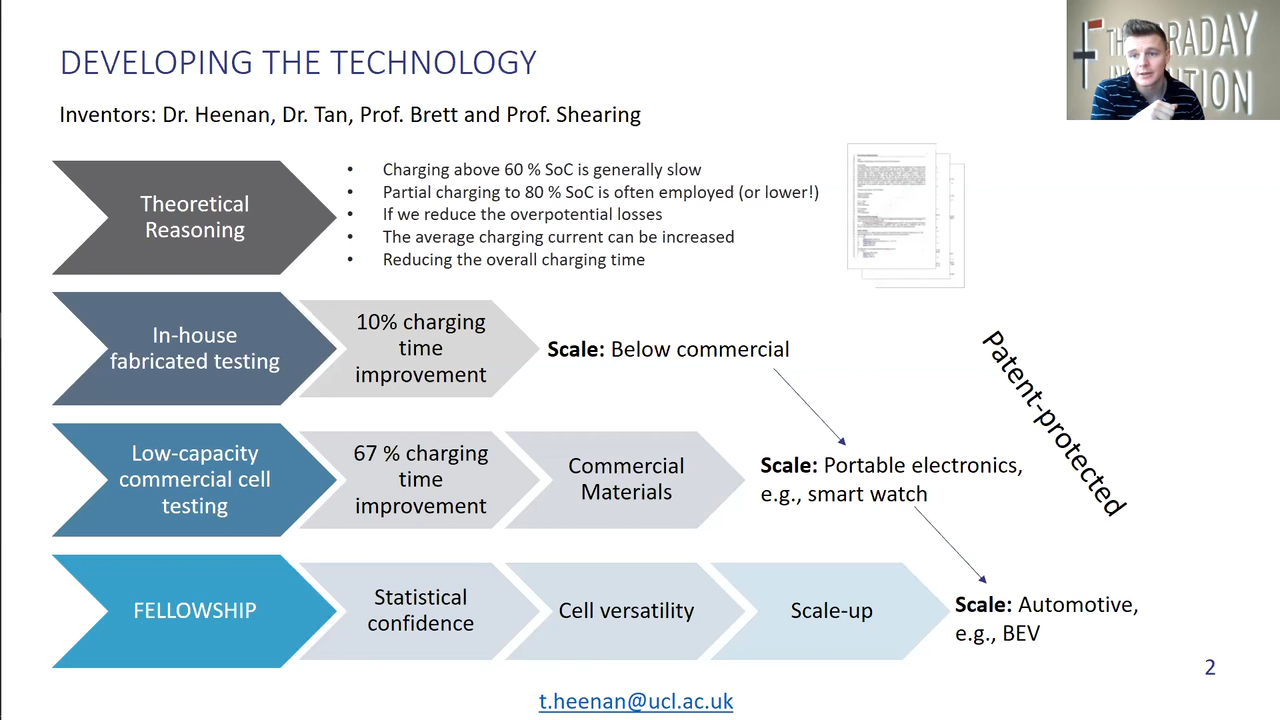 DEVELOPING THE TECHNOLOGY
Inventors: Dr. Heenan, Dr. Tan, Prof. Brett and Prof. Shearing
Theoretical
Reasoning
• Charging above 60 % SoC is generally slow
• Partial charging to 80 % SoC is often employed (or lower!)
• If we reduce the overpotential losses
• The average charging current can be increased
• Reducing the overall charging time
In-house
fabricated testing
10% charging
time
improvement
Scale: Below commercial
Low-capacity
commercial cell
testing
67 % charging
time
improvement
Commercial
Materials
Scale: Portable electronics,
e.g., smart watch
Patent-protected
FELLOWSHIP
Statistical
confidence
Cell versatility
Scale-up
Scale: Automotive,
e.g., BEV
2
t.heenan@ucl.ac.uk